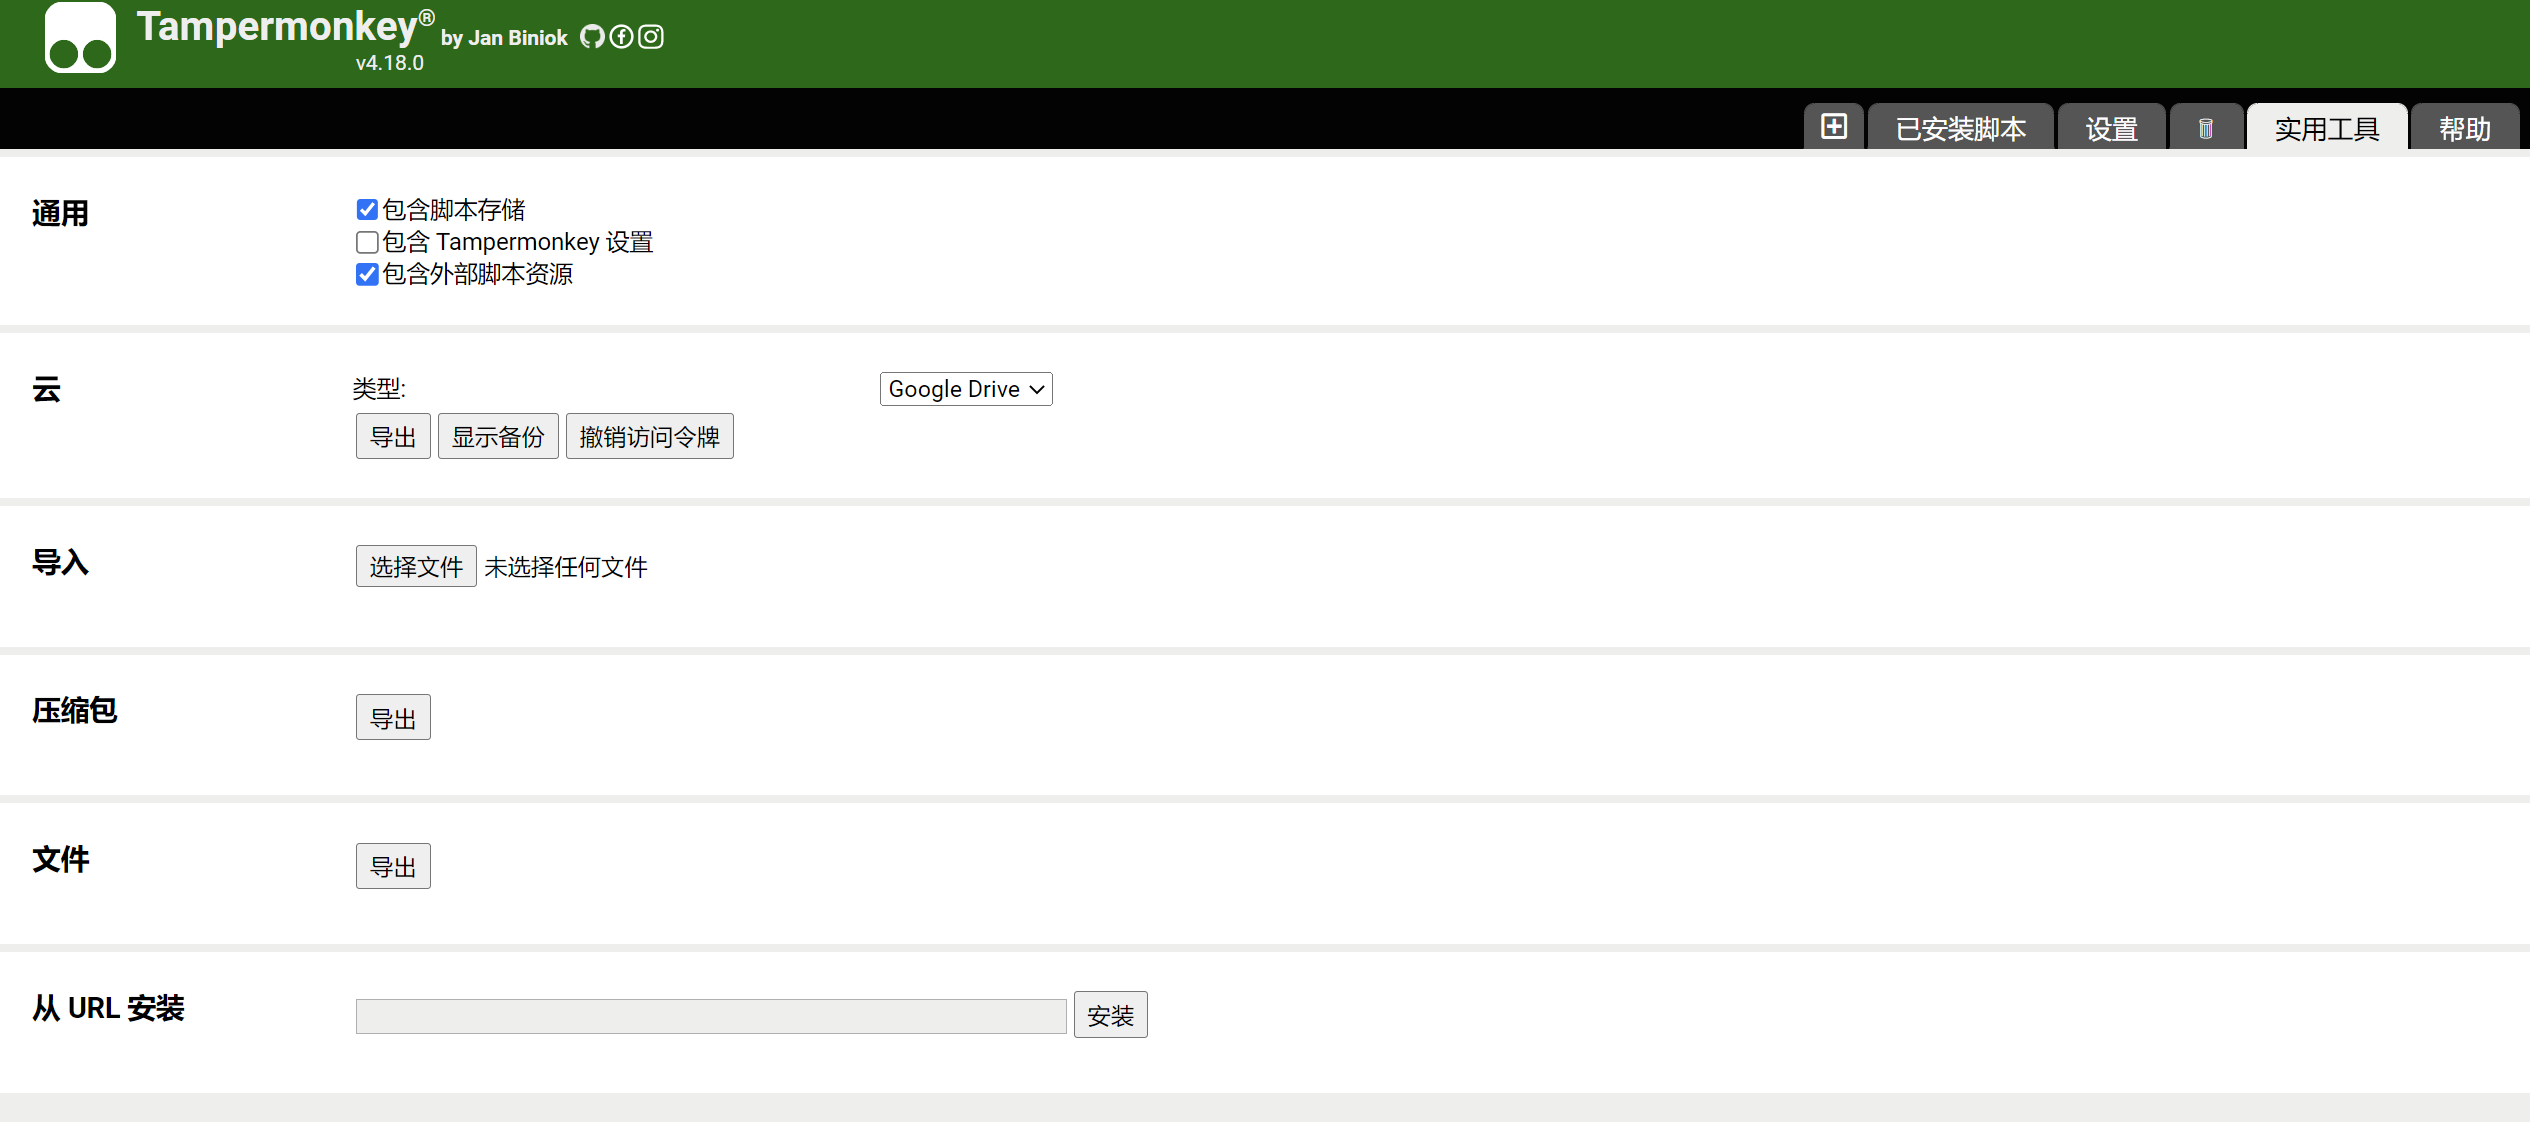 Tampermonkey® by Jan Biniok
v4.18.0
已安装脚本 设置 实用工具 帮助
通用
包含脚本存储
包含 Tampermonkey 设置
包含外部脚本资源
云
类型: Google Drive
导出 显示备份 撤销访问令牌
导入
选择文件 未选择任何文件
压缩包
导出
文件
导出
从 URL 安装
安装